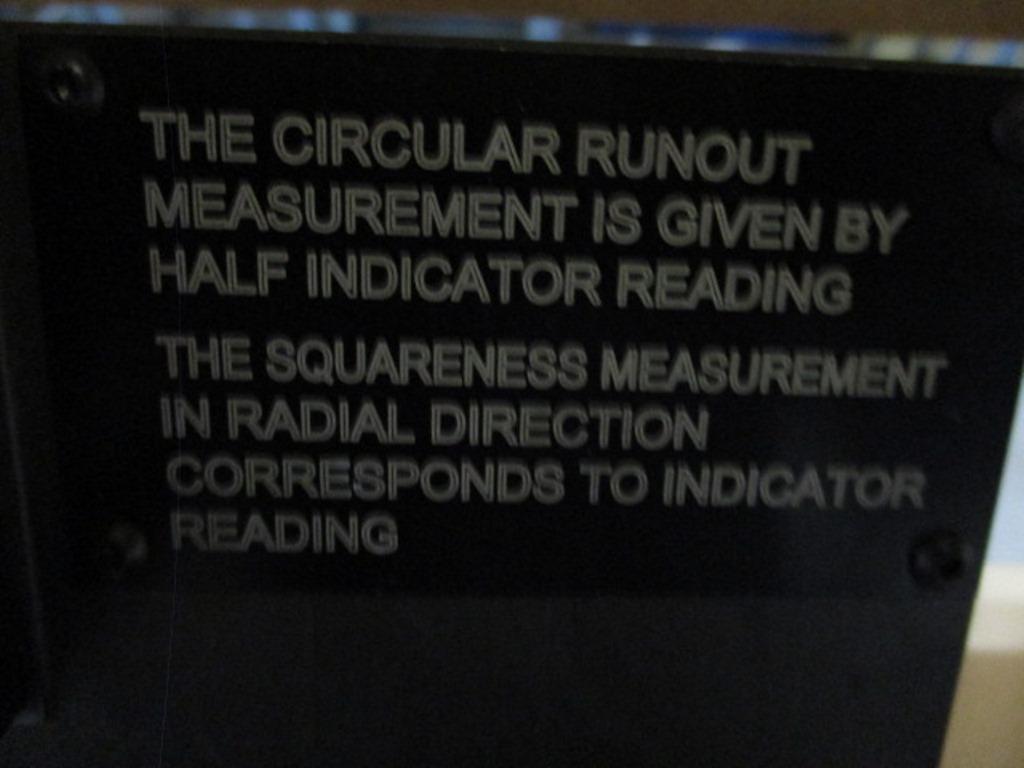 THE CIRCULAR RUNOUT
MEASUREMENT IS GIVEN BY
HALF INDICATOR READING
THE SQUARENESS MEASUREMENT
IN RADIAL DIRECTION
CORRESPONDS TO INDICATOR
READING